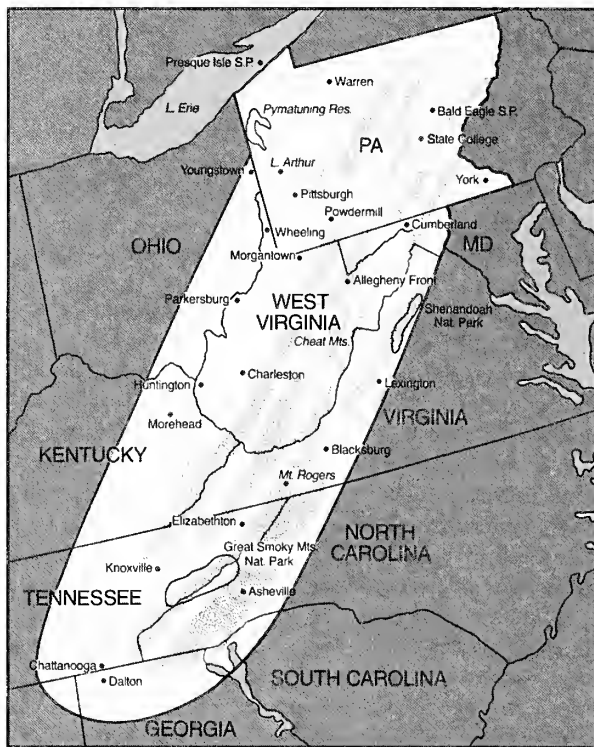 Presque Isle S.P.
Warren
L. Erie
Pymatuning Res.
Bald Eagle S.P.
PA
State College
L. Arthur
Youngstown
York
Pittsburgh
Powdermill
Cumberland
Wheeling
OHIO
MD
Morgantown
Allegheny Front
Parkersburg
WEST
VIRGINIA
Shenandoah
Nat. Park
Cheat Mts.
Charleston
Lexington
Huntington
Morehead
VIRGINIA
KENTUCKY
Blacksburg
Mt. Rogers
Elizabethton
NORTH
CAROLINA
Great Smoky Mts.
Nat. Park
Knoxville
Asheville
TENNESSEE
Chattanooga
Dalton
SOUTH CAROLINA
GEORGIA